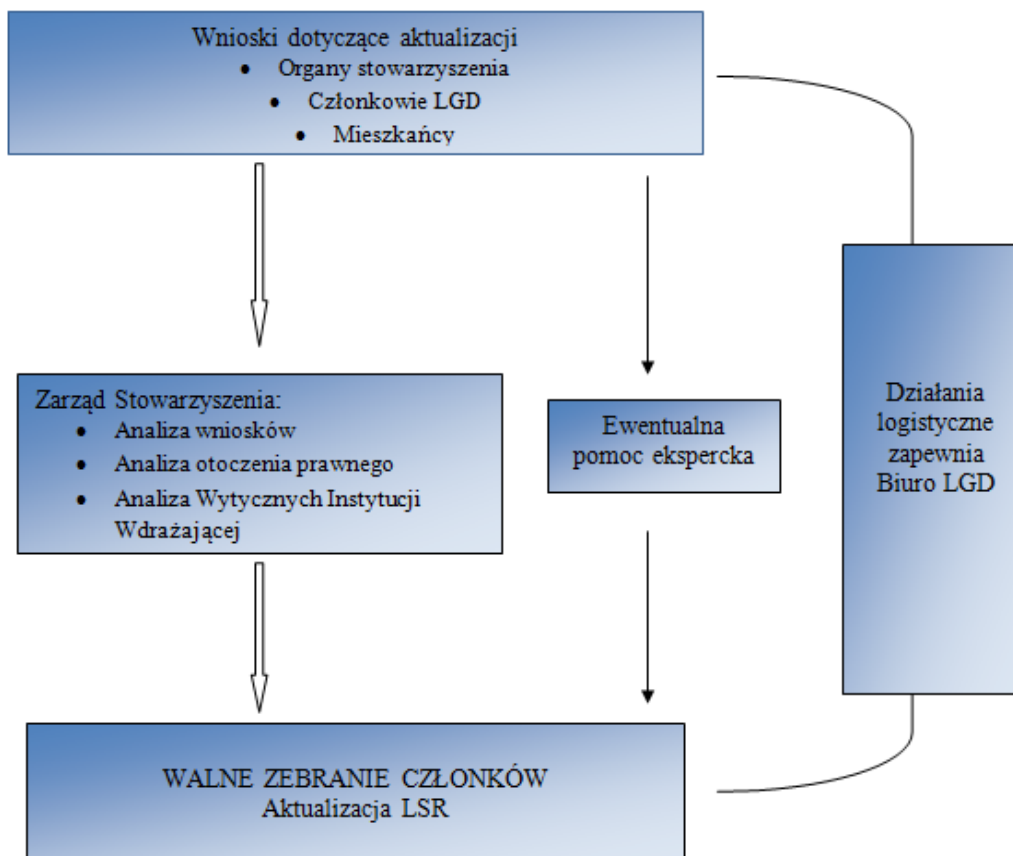 Wnioski dotyczące aktualizacji
• Organy stowarzyszenia
• Członkowie LGD
• Mieszkańcy
Zarząd Stowarzyszenia:
• Analiza wniosków
• Analiza otoczenia prawnego
• Analiza Wytycznych Instytucji
Wdrażającej
Ewentualna
pomoc ekspercka
Działania
logistyczne
zapewnia
Biuro LGD
WALNE ZEBRANIE CZŁONKÓW
Aktualizacja LSR